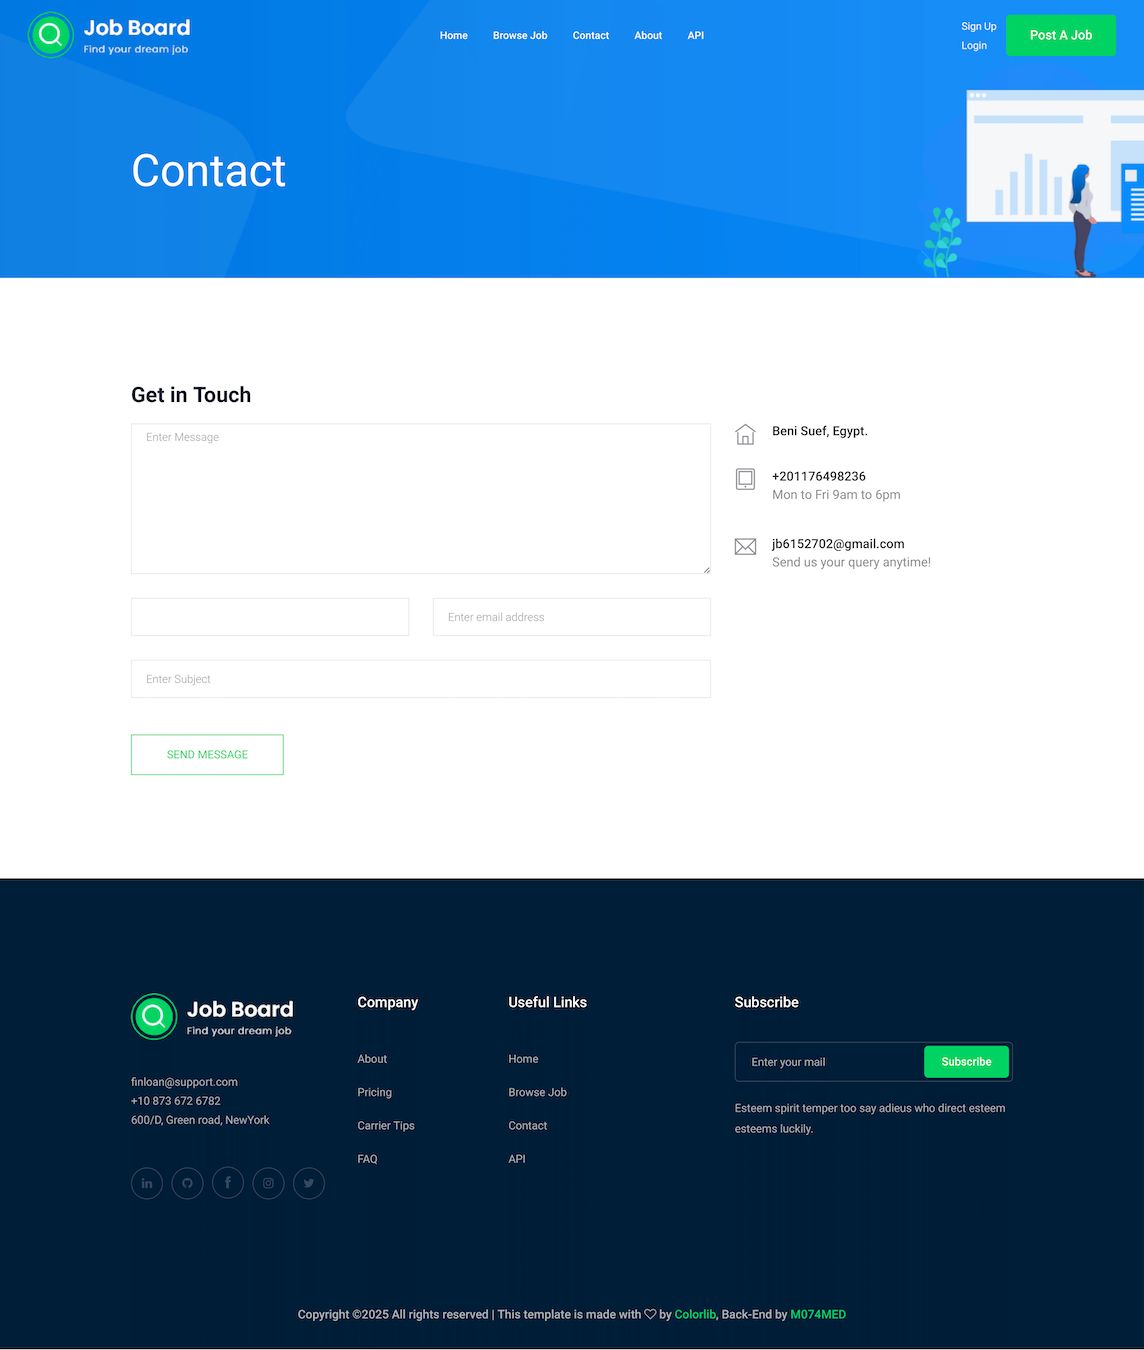 Job Board
Find your dream job
Home
Browse Job
Contact
About
API
Sign Up
Login
Post A Job
Contact
Get in Touch
Enter Message
Enter email address
Enter Subject
SEND MESSAGE
Beni Suef, Egypt.
+201176498236
Mon to Fri 9am to 6pm
jb6152702@gmail.com
Send us your query anytime!
Job Board
Find your dream job
finloan@support.com
+10 873 672 6782
600/D, Green road, NewYork
Company
About
Pricing
Carrier Tips
FAQ
Useful Links
Home
Browse Job
Contact
API
Subscribe
Enter your mail
Subscribe
Esteem spirit temper too say adieus who direct esteem
esteems luckily.
Copyright ©2025 All rights reserved | This template is made with ♡ by Colorlib, Back-End by M074MED